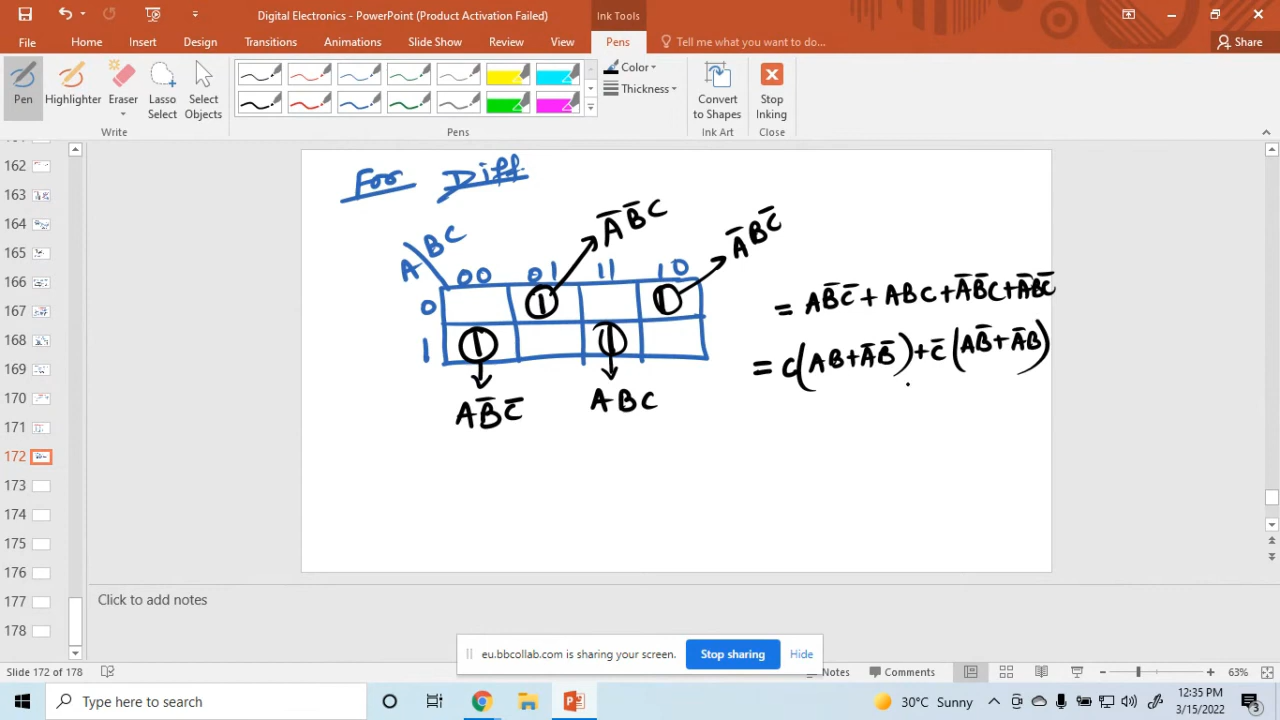 Digital Electronics - PowerPoint (Product Activation Failed)
Ink Tools
File
Home
Insert
Design
Transitions
Animations
Slide Show
Review
View
Pens
Tell me what you want to do...
Share
Pen
Highlighter
Eraser
Lasso Select
Select Objects
Write
Pens
Color
Thickness
Convert to Shapes
Ink Art
Stop Inking
Close
162
163
164
165
166
167
168
169
170
171
172
173
174
175
176
177
178
For Diff
A BC
00 01 11 10
0 1 1
1 1 1
A̅B̅C
A̅BC̅
AB̅C̅
ABC
= AB̅C̅ + ABC + A̅B̅C + A̅BC̅
= C(AB + A̅B̅) + C̅(AB̅ + A̅B)
Click to add notes
eu.bbcollab.com is sharing your screen.
Stop sharing
Hide
Slide 172 of 178
Notes
Comments
63%
Type here to search
30°C Sunny
12:35 PM
3/15/2022
3